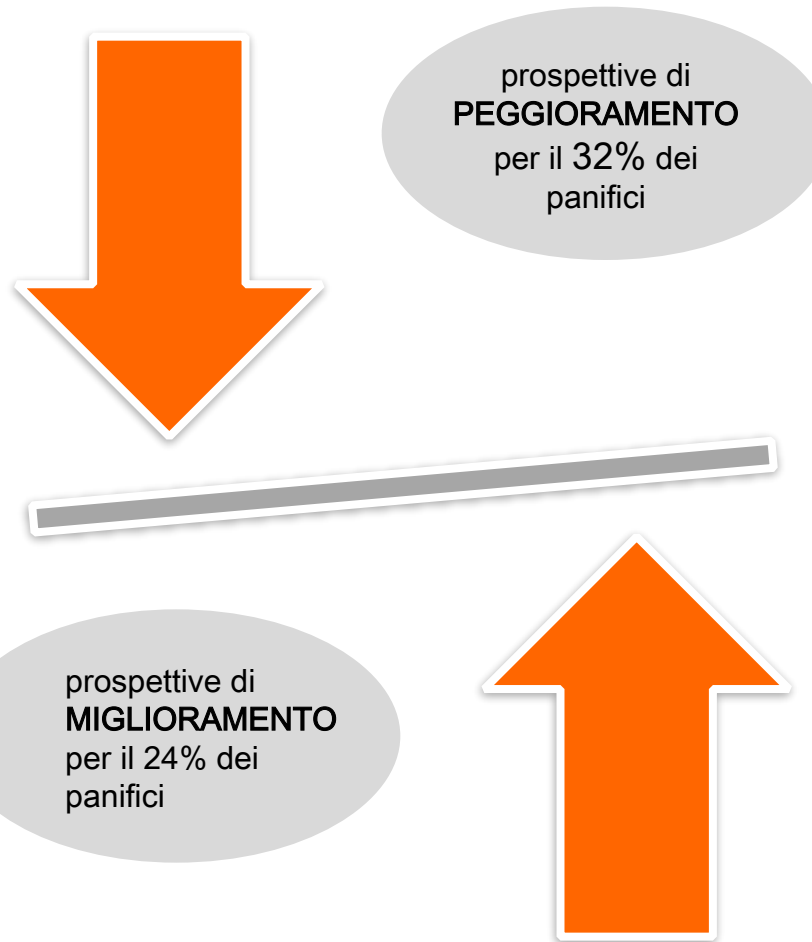 prospettive di
PEGGIORAMENTO
per il 32% dei
panifici
prospettive di
MIGLIORAMENTO
per il 24% dei
panifici